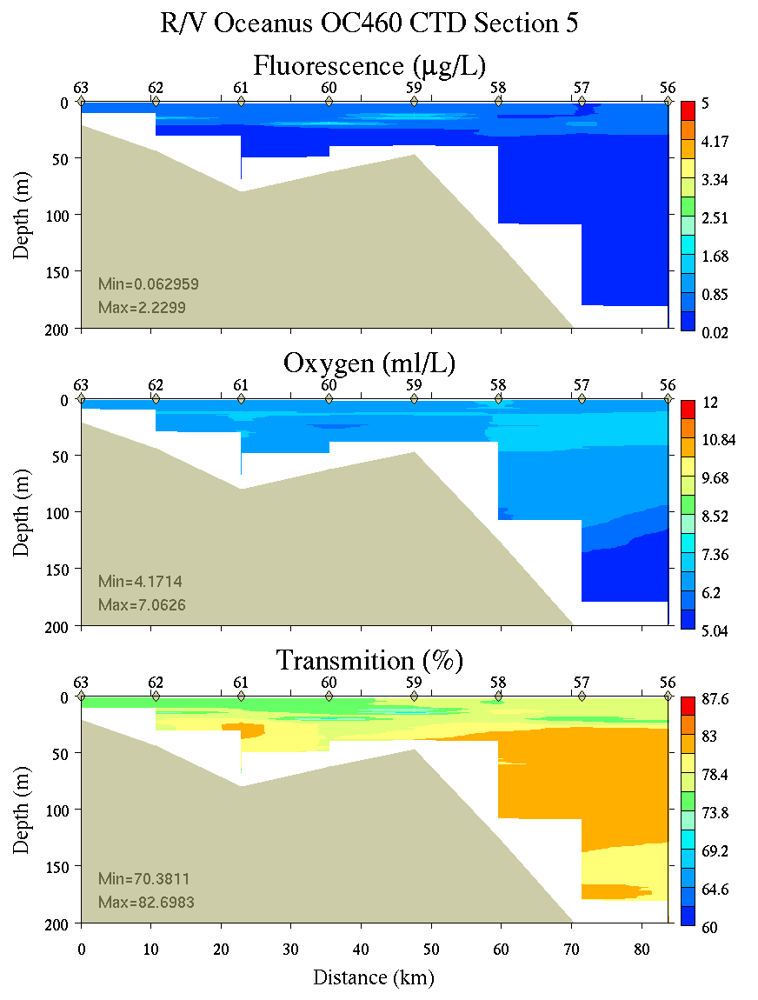 R/V Oceanus OC460 CTD Section 5
Fluorescence (μg/L)
63 62 61 60 59 58 57 56
0
50
100
150
200
Depth (m)
Min=0.062959
Max=2.2299
5
4.17
3.34
2.51
1.68
0.85
0.02
Oxygen (ml/L)
63 62 61 60 59 58 57 56
0
50
100
150
200
Depth (m)
Min=4.1714
Max=7.0626
12
10.84
9.68
8.52
7.36
6.2
5.04
Transmition (%)
63 62 61 60 59 58 57 56
0
50
100
150
200
Depth (m)
Min=70.3811
Max=82.6983
87.6
83
78.4
73.8
69.2
64.6
60
0 10 20 30 40 50 60 70 80
Distance (km)